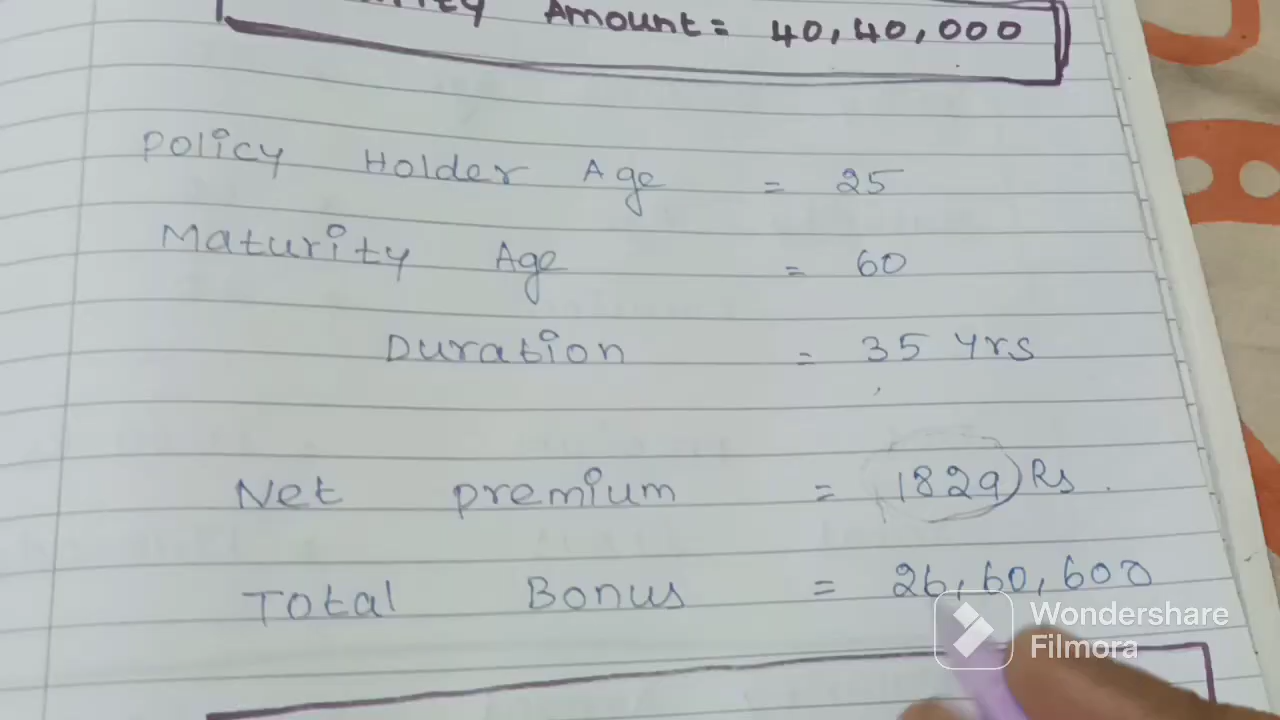 Amount = 40,40,000
Policy Holder Age = 25
Maturity Age = 60
Duration = 35 Yrs
Net premium = 1829 Rs
Total Bonus = 26,60,600
Wondershare
Filmora